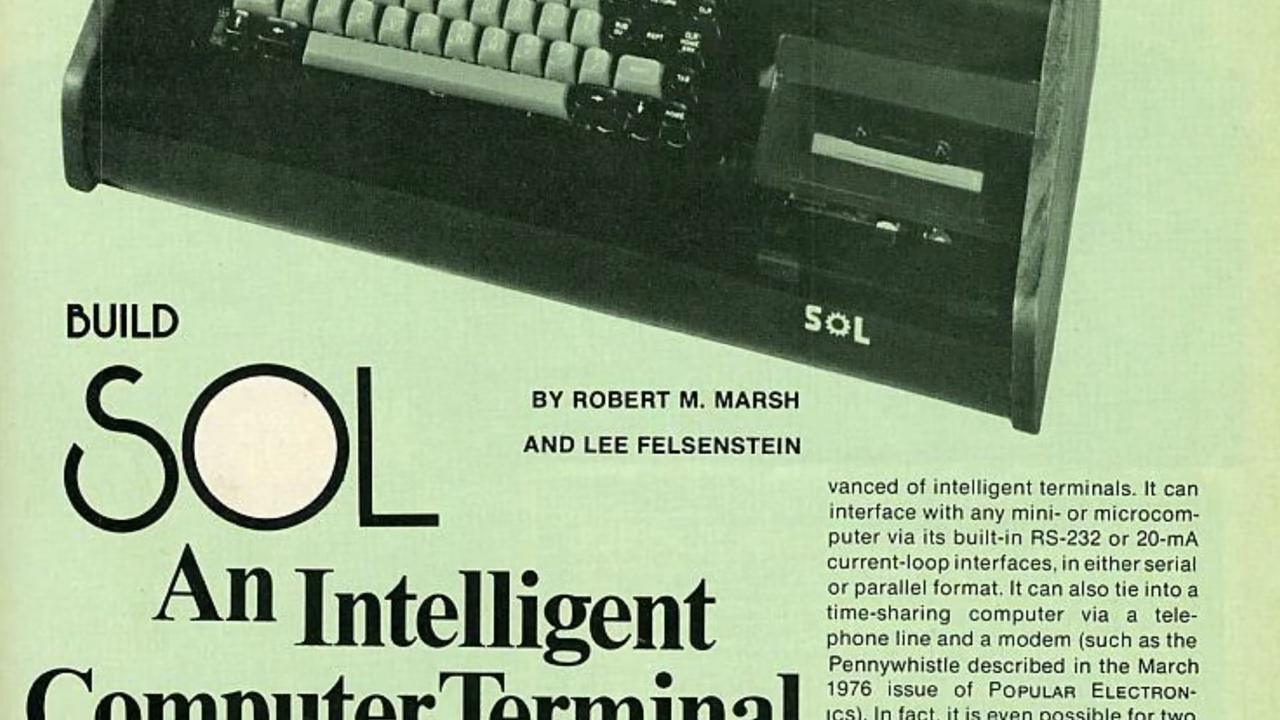 SOL
BUILD
SOL
BY ROBERT M. MARSH
AND LEE FELSENSTEIN
An Intelligent
Computer Terminal
vanced of intelligent terminals. It can
interface with any mini- or microcom-
puter via its built-in RS-232 or 20-mA
current-loop interfaces, in either serial
or parallel format. It can also tie into a
time-sharing computer via a tele-
phone line and a modem (such as the
Pennywhistle described in the March
1976 issue of POPULAR ELECTRON-
ICS). In fact, it is even possible for two